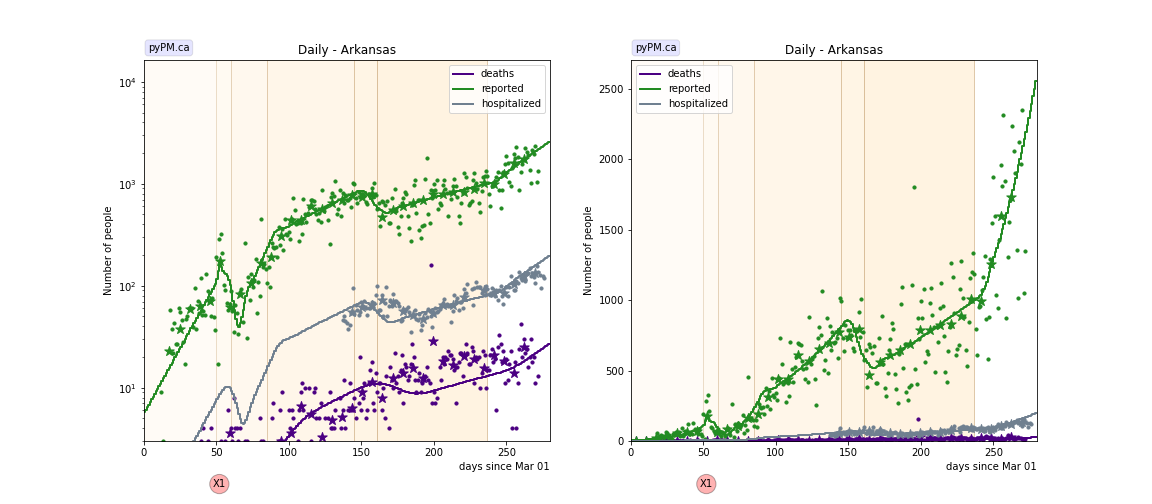 pyPM.ca
Daily - Arkansas
deaths
reported
hospitalized
Number of people
10⁴
10³
10²
10¹
0 50 100 150 200 250
days since Mar 01
X1
pyPM.ca
Daily - Arkansas
deaths
reported
hospitalized
Number of people
2500
2000
1500
1000
500
0
0 50 100 150 200 250
days since Mar 01
X1